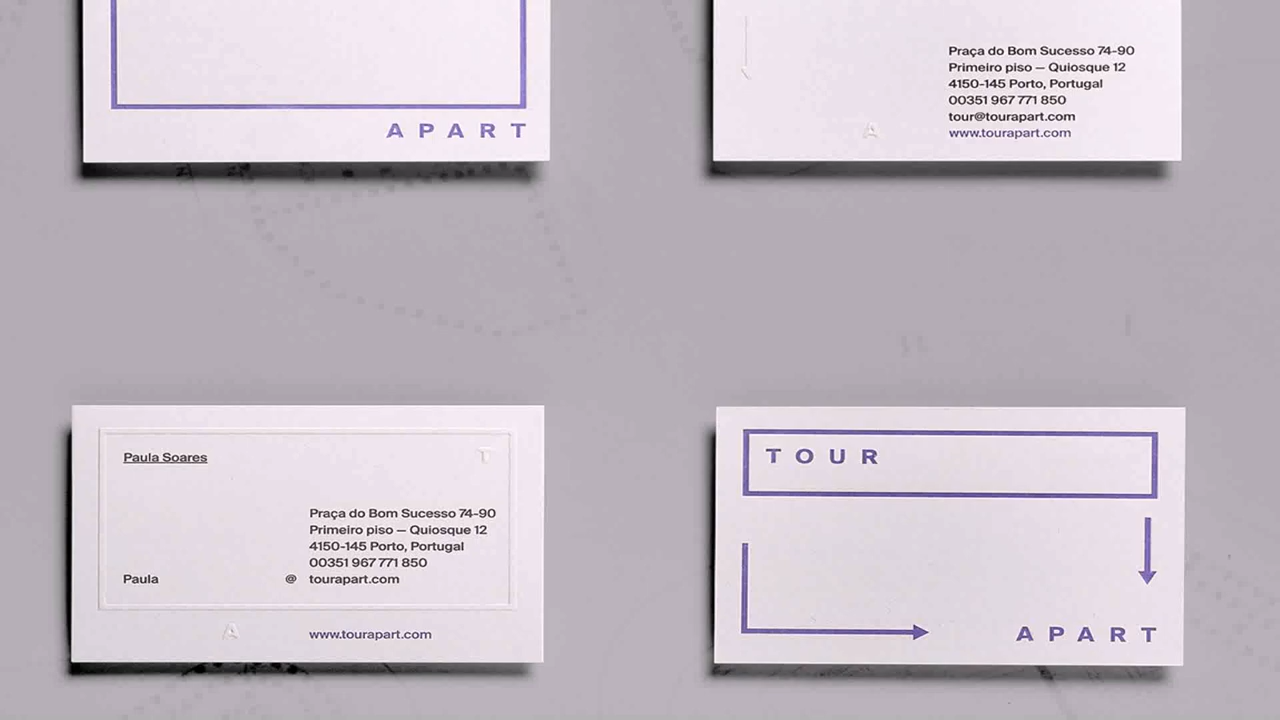 APART
Praça do Bom Sucesso 74-90
Primeiro piso — Quiosque 12
4150-145 Porto, Portugal
00351 967 771 850
tour@tourapart.com
A
www.tourapart.com
Paula Soares
T
Praça do Bom Sucesso 74-90
Primeiro piso — Quiosque 12
4150-145 Porto, Portugal
00351 967 771 850
Paula @ tourapart.com
A
www.tourapart.com
TOUR
APART